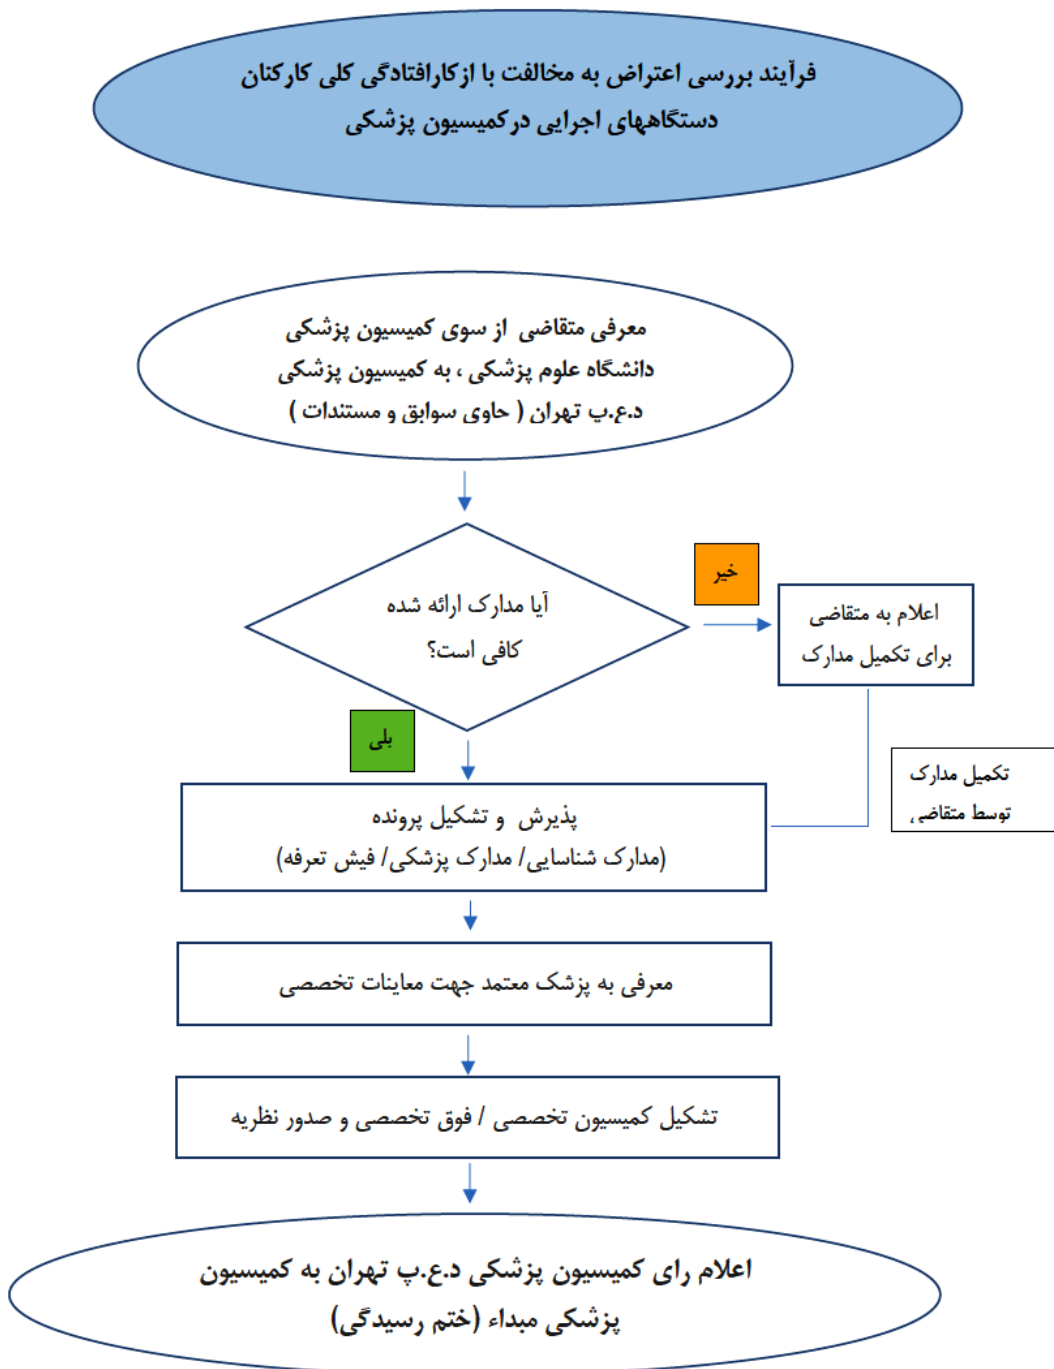 فرآیند بررسی اعتراض به مخالفت با ازکارافتادگی کلی کارکنان
دستگاههای اجرایی درکمیسیون پزشکی
معرفی متقاضی از سوی کمیسیون پزشکی
دانشگاه علوم پزشکی ، به کمیسیون پزشکی
د.ع.پ تهران ( حاوی سوابق و مستندات )
آیا مدارک ارائه شده
کافی است؟
خیر
اعلام به متقاضی
برای تکمیل مدارک
بلی
تکمیل مدارک
توسط متقاضی
پذیرش و تشکیل پرونده
(مدارک شناسایی/ مدارک پزشکی/ فیش تعرفه)
معرفی به پزشک معتمد جهت معاینات تخصصی
تشکیل کمیسیون تخصصی / فوق تخصصی و صدور نظریه
اعلام رای کمیسیون پزشکی د.ع.پ تهران به کمیسیون
پزشکی مبداء (ختم رسیدگی)